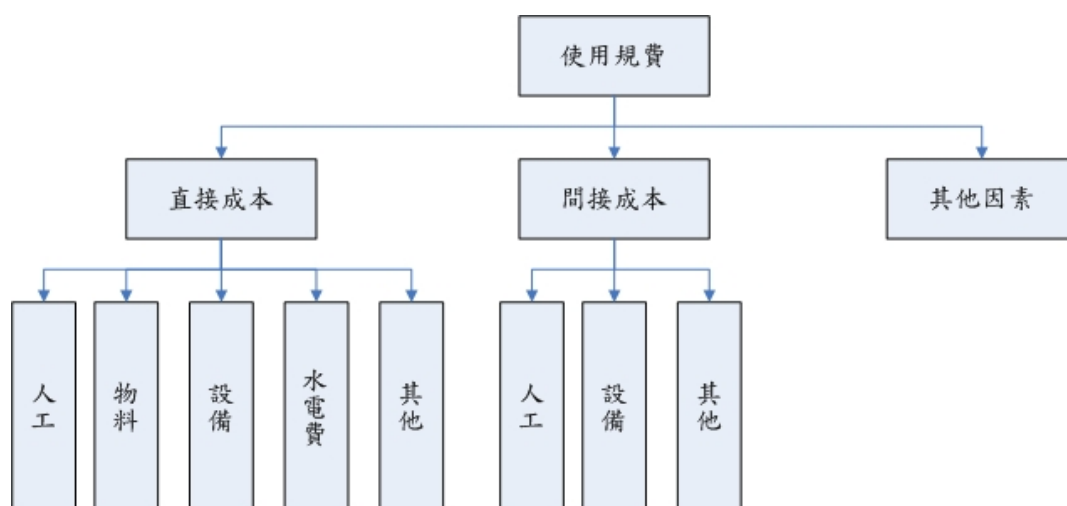 使用規費
直接成本
間接成本
其他因素
人工
物料
設備
水電費
其他
人工
設備
其他